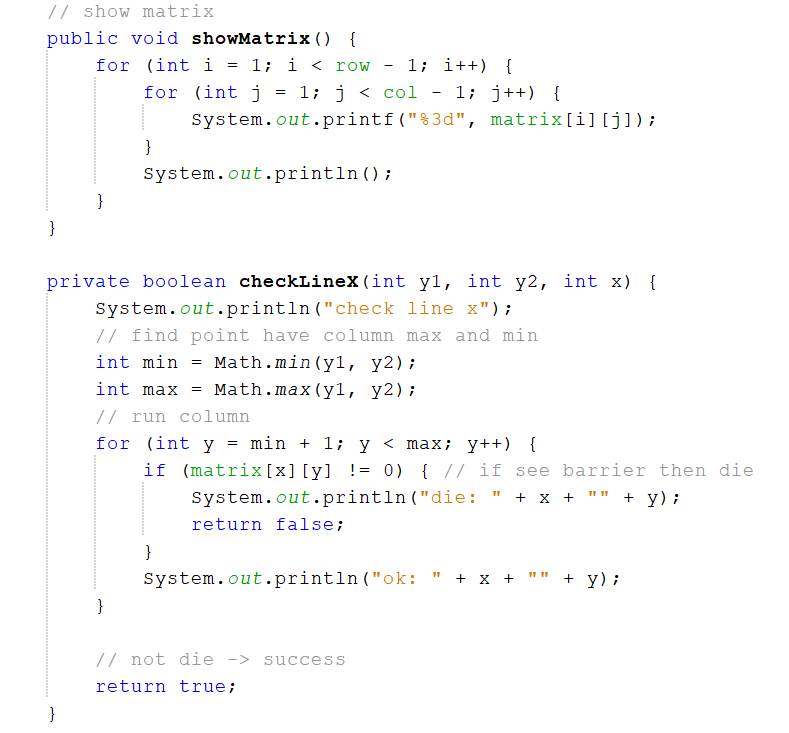 // show matrix
public void showMatrix() {
    for (int i = 1; i < row - 1; i++) {
        for (int j = 1; j < col - 1; j++) {
            System.out.printf("%3d", matrix[i][j]);
        }
        System.out.println();
    }
}

private boolean checkLineX(int y1, int y2, int x) {
    System.out.println("check line x");
    // find point have column max and min
    int min = Math.min(y1, y2);
    int max = Math.max(y1, y2);
    // run column
    for (int y = min + 1; y < max; y++) {
        if (matrix[x][y] != 0) { // if see barrier then die
            System.out.println("die: " + x + "" + y);
            return false;
        }
        System.out.println("ok: " + x + "" + y);
    }

    // not die -> success
    return true;
}